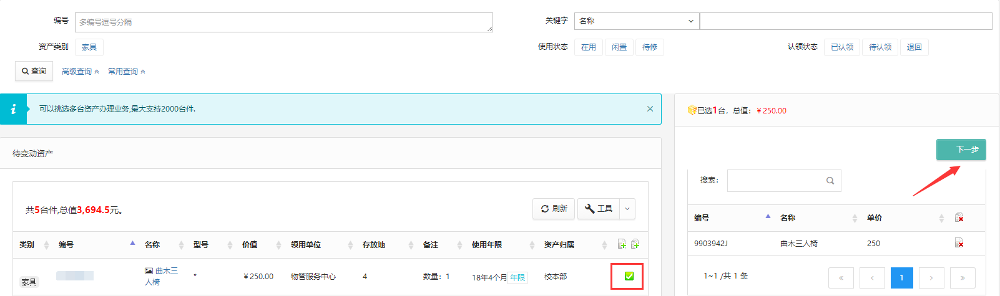 编号 多编号逗号分隔 关键字 名称
资产类别 家具 使用状态 在用 闲置 待修 认领状态 已认领 待认领 退回
查询 高级查询 常用查询
可以挑选多台资产办理业务,最大支持2000台件.
待变动资产
共5台件,总值3,694.5元。 刷新 工具
类别 编号 名称 型号 价值 领用单位 存放地 备注 使用年限 资产归属
家具 曲木三人椅 * ￥250.00 物管服务中心 4 数量：1 18年4个月 年限 校本部
已选1台，总值：￥250.00
下一步
搜索：
编号 名称 单价
9903942J 曲木三人椅 250
1~1 /共 1 条 « ‹ 1 › »